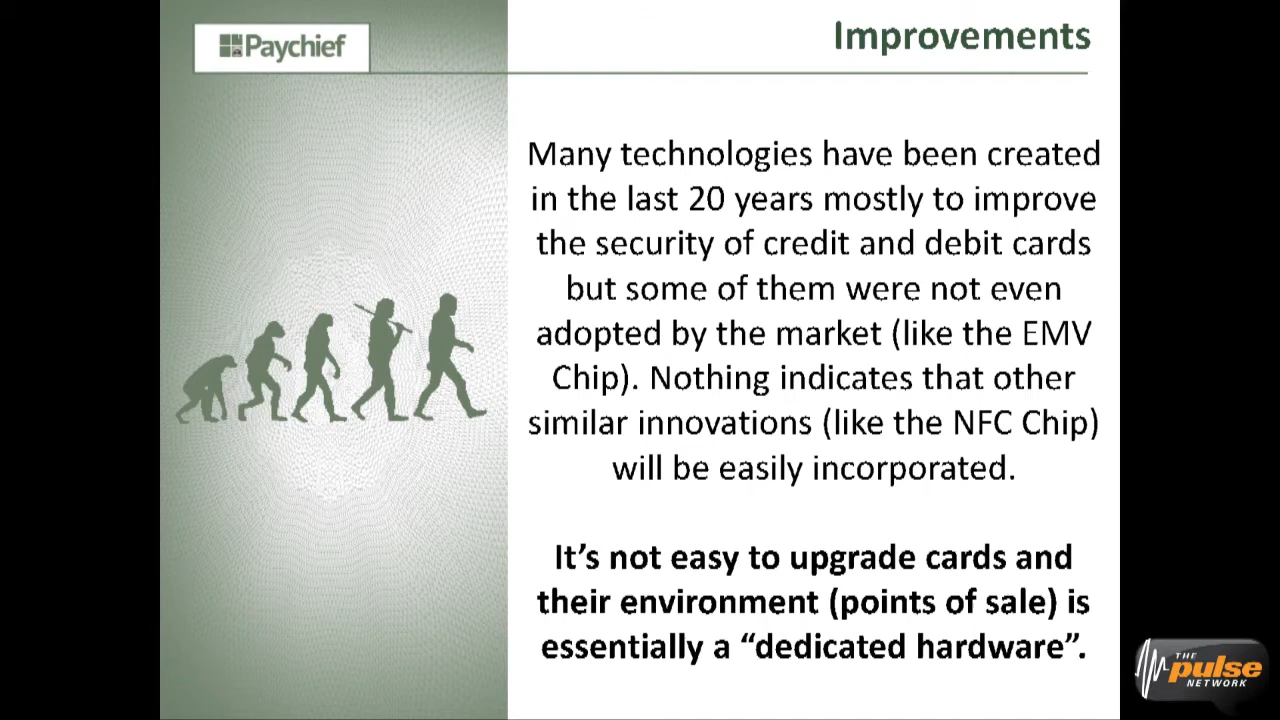 Paychief
Improvements
Many technologies have been created
in the last 20 years mostly to improve
the security of credit and debit cards
but some of them were not even
adopted by the market (like the EMV
Chip). Nothing indicates that other
similar innovations (like the NFC Chip)
will be easily incorporated.
It’s not easy to upgrade cards and
their environment (points of sale) is
essentially a “dedicated hardware”.
THE
pulse
NETWORK